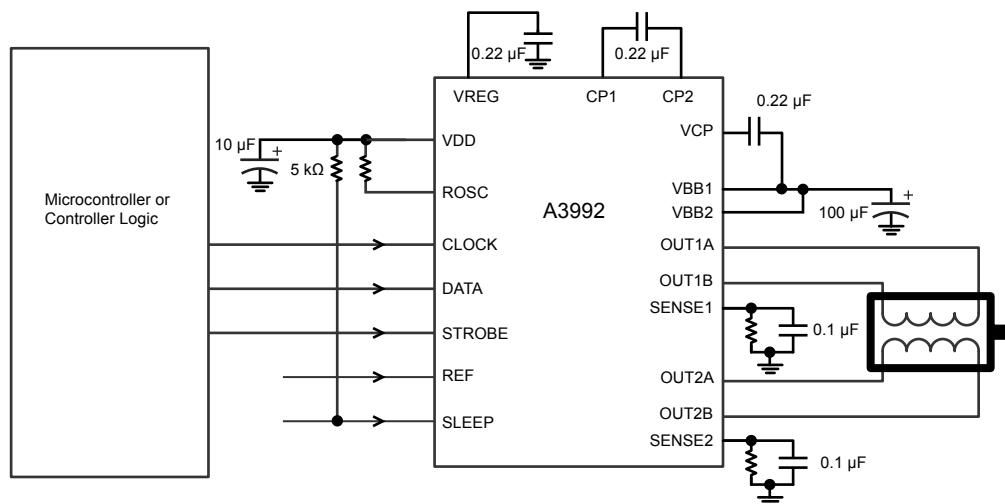 0.22 µF
0.22 µF
VREG
CP1
CP2
0.22 µF
VCP
10 µF
+
VDD
5 kΩ
ROSC
Microcontroller or
Controller Logic
A3992
VBB1
VBB2
+
100 µF
CLOCK
OUT1A
DATA
OUT1B
SENSE1
STROBE
0.1 µF
REF
OUT2A
SLEEP
OUT2B
SENSE2
0.1 µF